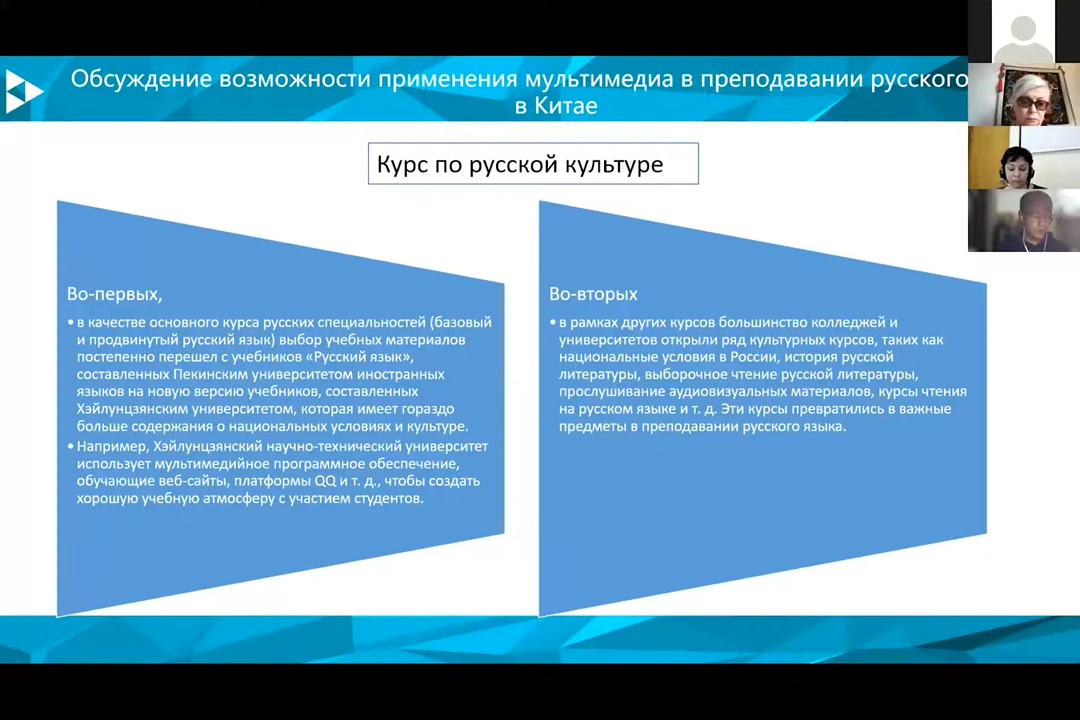 Обсуждение возможности применения мультимедиа в преподавании русского
в Китае
Курс по русской культуре
Во-первых,
• в качестве основного курса русских специальностей (базовый
и продвинутый русский язык) выбор учебных материалов
постепенно перешел с учебников «Русский язык»,
составленных Пекинским университетом иностранных
языков на новую версию учебников, составленных
Хэйлунцзянским университетом, которая имеет гораздо
больше содержания о национальных условиях и культуре.
• Например, Хэйлунцзянский научно-технический университет
использует мультимедийное программное обеспечение,
обучающие веб-сайты, платформы QQ и т. д., чтобы создать
хорошую учебную атмосферу с участием студентов.
Во-вторых
• в рамках других курсов большинство колледжей и
университетов открыли ряд культурных курсов, таких как
национальные условия в России, история русской
литературы, выборочное чтение русской литературы,
прослушивание аудиовизуальных материалов, курсы чтения
на русском языке и т. д. Эти курсы превратились в важные
предметы в преподавании русского языка.